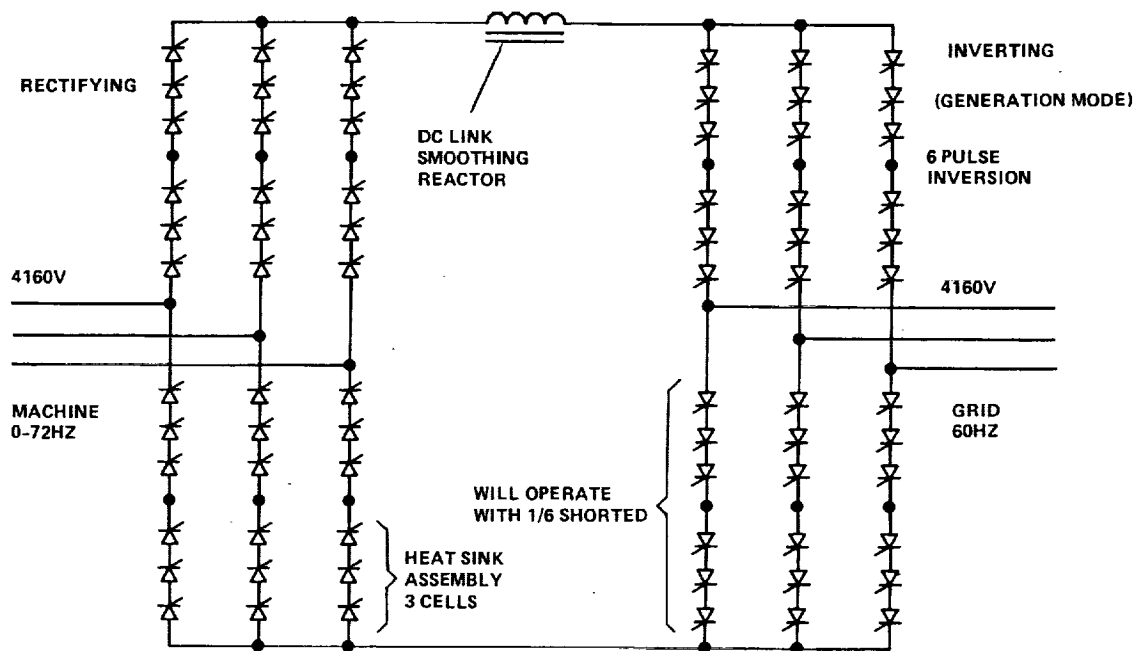 RECTIFYING
DC LINK
SMOOTHING
REACTOR
INVERTING
(GENERATION MODE)
6 PULSE
INVERSION
4160V
4160V
MACHINE
0-72HZ
GRID
60HZ
WILL OPERATE
WITH 1/6 SHORTED
HEAT SINK
ASSEMBLY
3 CELLS